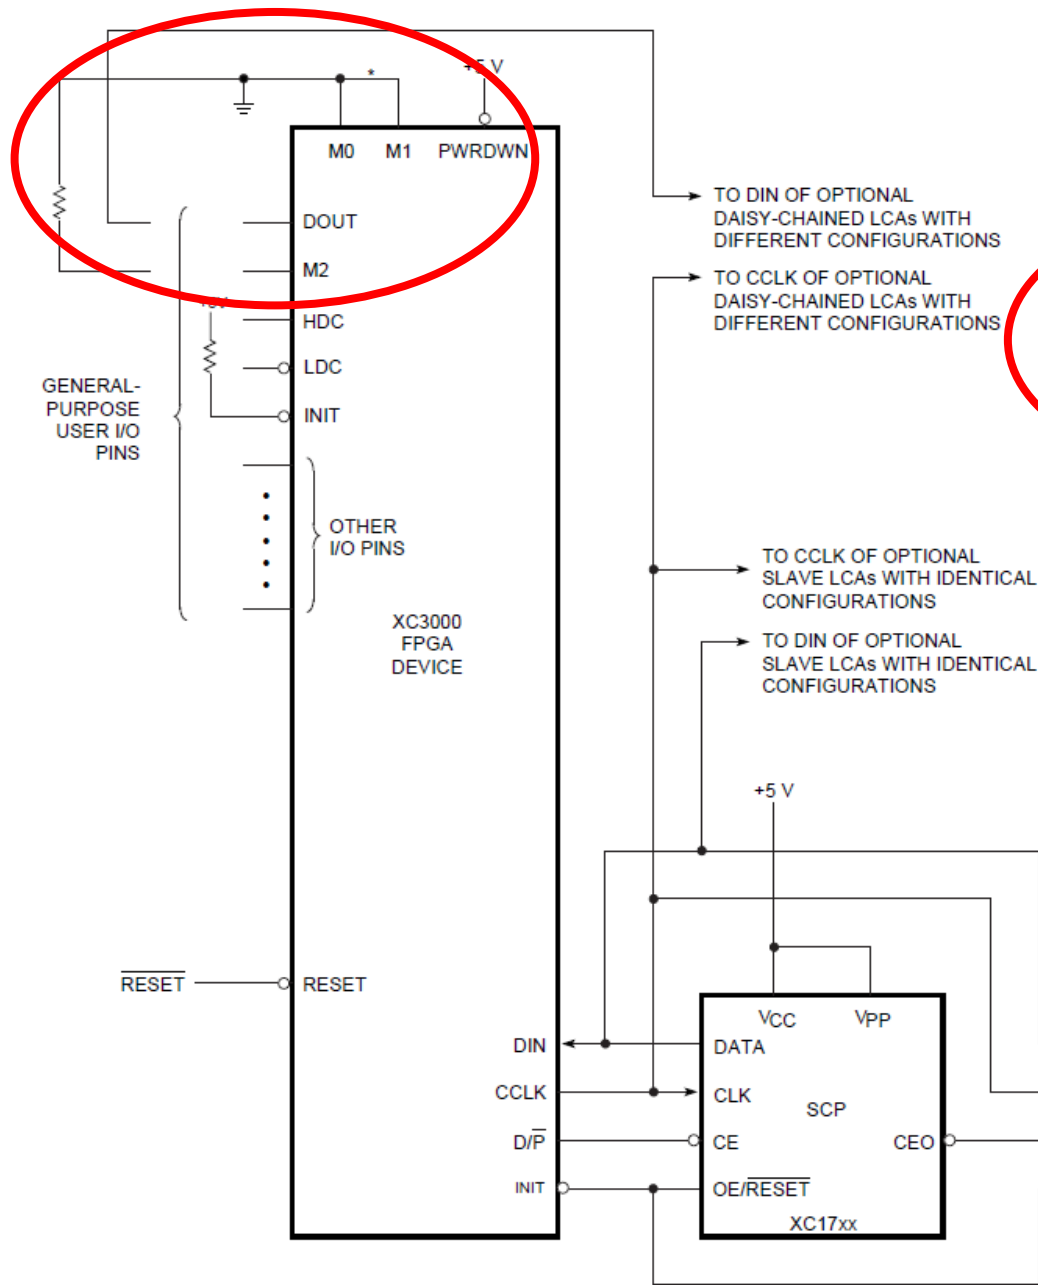 +5 V
*
M0 M1 PWRDWN
DOUT
M2
HDC
LDC
INIT
GENERAL-
PURPOSE
USER I/O
PINS
OTHER
I/O PINS
XC3000
FPGA
DEVICE
TO DIN OF OPTIONAL
DAISY-CHAINED LCAs WITH
DIFFERENT CONFIGURATIONS
TO CCLK OF OPTIONAL
DAISY-CHAINED LCAs WITH
DIFFERENT CONFIGURATIONS
TO CCLK OF OPTIONAL
SLAVE LCAs WITH IDENTICAL
CONFIGURATIONS
TO DIN OF OPTIONAL
SLAVE LCAs WITH IDENTICAL
CONFIGURATIONS
+5 V
RESET
RESET
DIN
CCLK
D/P
INIT
VCC VPP
DATA
CLK
SCP
CE
CEO
OE/RESET
XC17xx